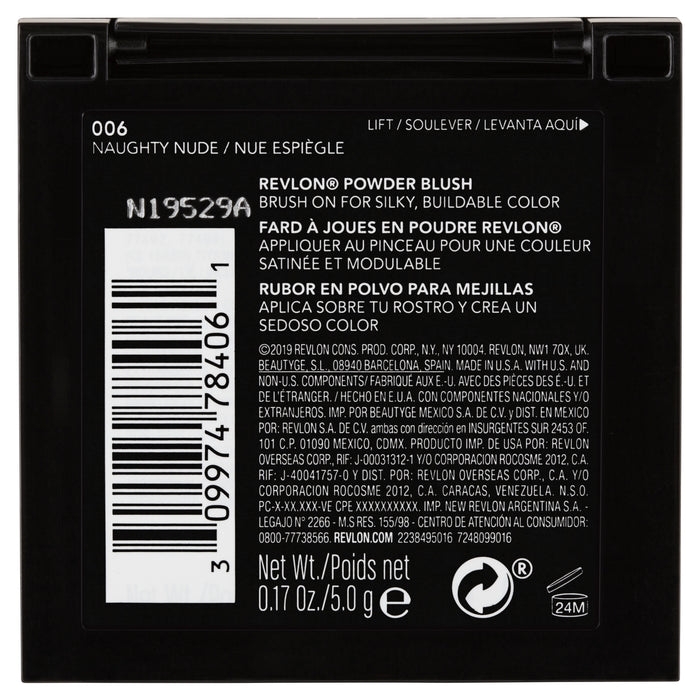 006
NAUGHTY NUDE / NUE ESPIÈGLE
LIFT / SOULEVER / LEVANTA AQUÍ
N19529A
REVLON® POWDER BLUSH
BRUSH ON FOR SILKY, BUILDABLE COLOR
FARD À JOUES EN POUDRE REVLON®
APPLIQUER AU PINCEAU POUR UNE COULEUR
SATINÉE ET MODULABLE
RUBOR EN POLVO PARA MEJILLAS
APLICA SOBRE TU ROSTRO Y CREA UN
SEDOSO COLOR
©2019 REVLON CONS. PROD. CORP., N.Y., NY 10004. REVLON, NW1 7QX, UK.
BEAUTYGE, S.L., 08940 BARCELONA, SPAIN. MADE IN U.S.A. WITH U.S. AND
NON-U.S. COMPONENTS/ FABRIQUÉ AUX É.-U. AVEC DES PIÈCES DES É.-U. ET
DE L'ÉTRANGER. / HECHO EN E.U.A. CON COMPONENTES NACIONALES Y/O
EXTRANJEROS. IMP. POR BEAUTYGE MEXICO S.A. DE C.V. y DIST. EN MEXICO
POR: REVLON S.A. DE C.V. ambas con dirección en INSURGENTES SUR 2453 OF.
101 C.P. 01090 MEXICO, CDMX. PRODUCTO IMP. DE USA POR: REVLON
OVERSEAS CORP., RIF: J-00031312-1 Y/O CORPORACION ROCOSME 2012, C.A.
RIF: J-40041757-0 Y DIST. POR: REVLON OVERSEAS CORP., C.A. Y/O
CORPORACION ROCOSME 2012, C.A. CARACAS, VENEZUELA. N.S.O.
PC-X-XX.XXX-VE CPE XXXXXXXXXXXX. IMP. NEW REVLON ARGENTINA S.A. -
LEGAJO N° 2266 - M.S RES. 155/98 - CENTRO DE ATENCIÓN AL CONSUMIDOR:
0800-77738566. REVLON.COM 2238495016 7248099016
3 09974 78406 1
Net Wt./Poids net
0.17 Oz./5.0 g e
®
24M